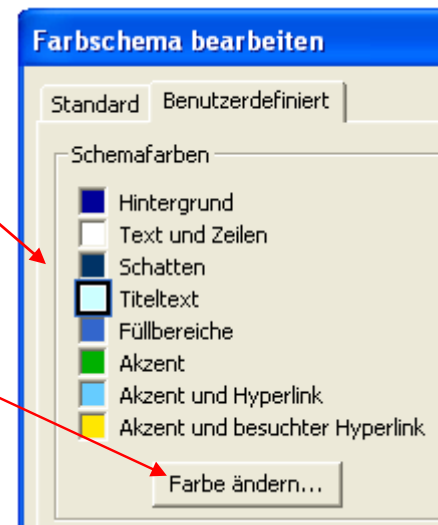 Farbschema bearbeiten
Standard Benutzerdefiniert
Schemafarben
Hintergrund
Text und Zeilen
Schatten
Titeltext
Füllbereiche
Akzent
Akzent und Hyperlink
Akzent und besuchter Hyperlink
Farbe ändern...